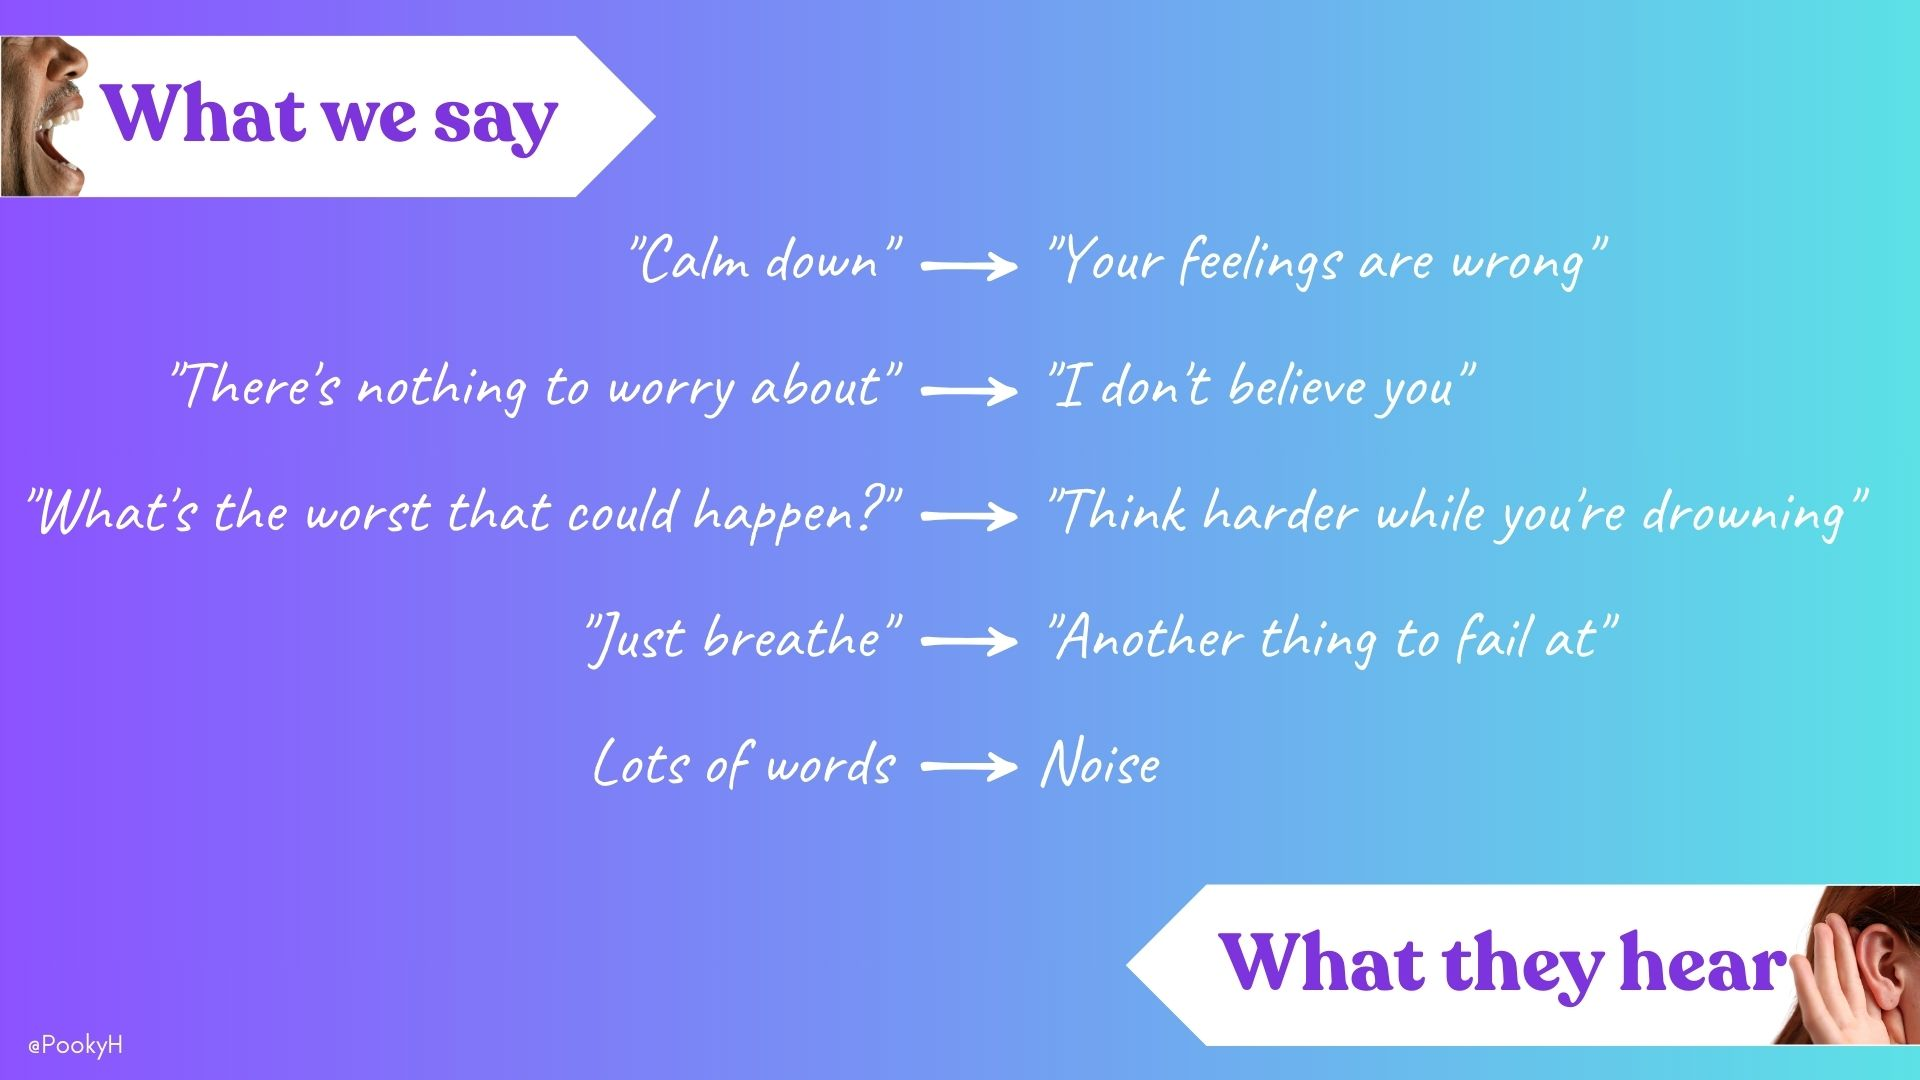 What we say
"Calm down" → "Your feelings are wrong"
"There's nothing to worry about" → "I don't believe you"
"What's the worst that could happen?" → "Think harder while you're drowning"
"Just breathe" → "Another thing to fail at"
Lots of words → Noise
What they hear
@PookyH